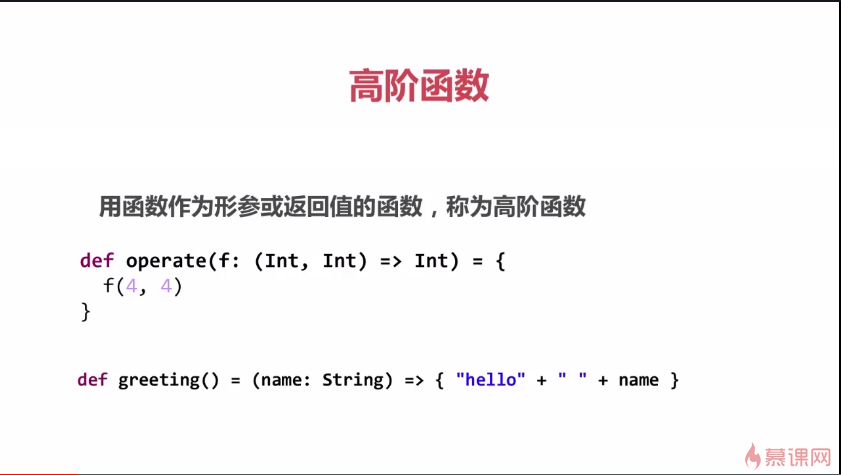 高阶函数
用函数作为形参或返回值的函数，称为高阶函数
def operate(f: (Int, Int) => Int) = {
  f(4, 4)
}
def greeting() = (name: String) => { "hello" + " " + name }
慕课网